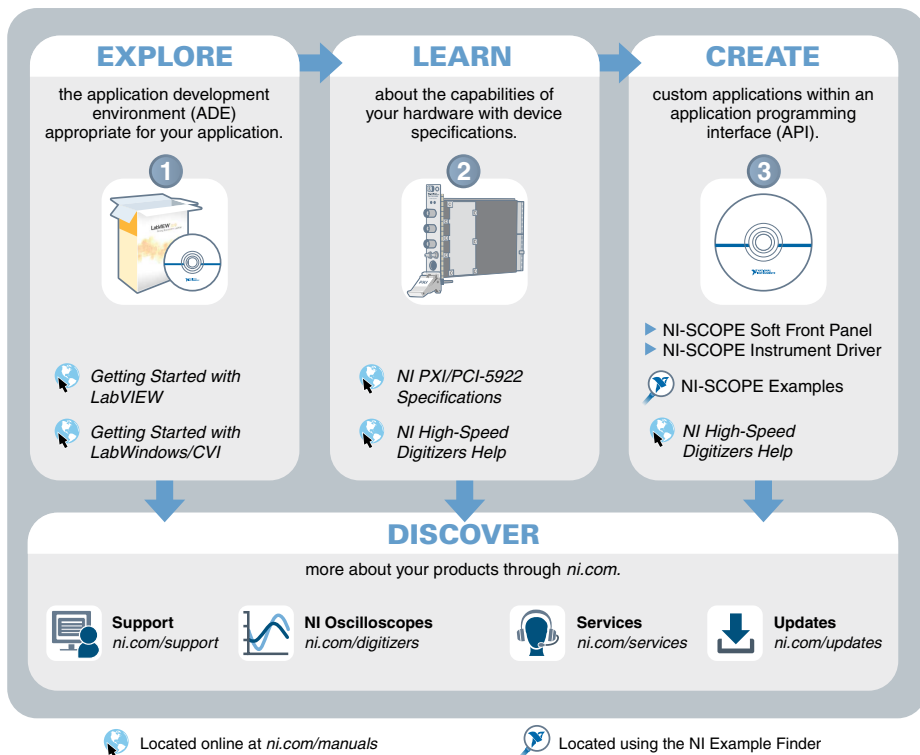 EXPLORE
the application development
environment (ADE)
appropriate for your application.
1
LabVIEW
Getting Started with
LabVIEW
Getting Started with
LabWindows/CVI
LEARN
about the capabilities of
your hardware with device
specifications.
2
PXI
NI PXI/PCI-5922
Specifications
NI High-Speed
Digitizers Help
CREATE
custom applications within an
application programming
interface (API).
3
NI-SCOPE Soft Front Panel
NI-SCOPE Instrument Driver
NI-SCOPE Examples
NI High-Speed
Digitizers Help
DISCOVER
more about your products through ni.com.
Support
ni.com/support
NI Oscilloscopes
ni.com/digitizers
Services
ni.com/services
Updates
ni.com/updates
Located online at ni.com/manuals
Located using the NI Example Finder